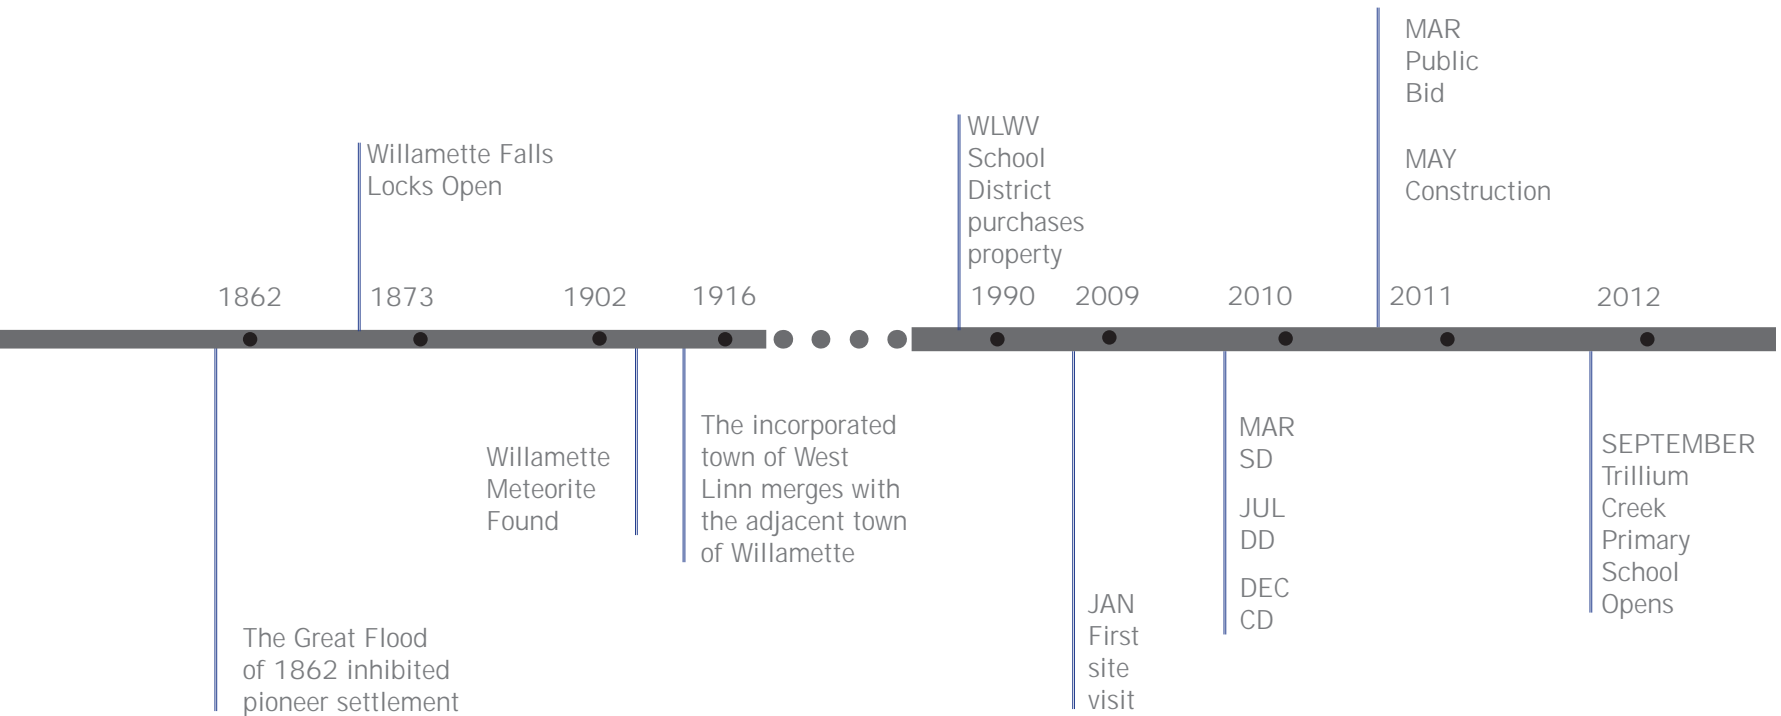 MAR
Public
Bid
MAY
Construction
WLWV
School
District
purchases
property
Willamette Falls
Locks Open
1862
1873
1902
1916
1990
2009
2010
2011
2012
Willamette
Meteorite
Found
The incorporated
town of West
Linn merges with
the adjacent town
of Willamette
The Great Flood
of 1862 inhibited
pioneer settlement
JAN
First
site
visit
MAR
SD
JUL
DD
DEC
CD
SEPTEMBER
Trillium
Creek
Primary
School
Opens